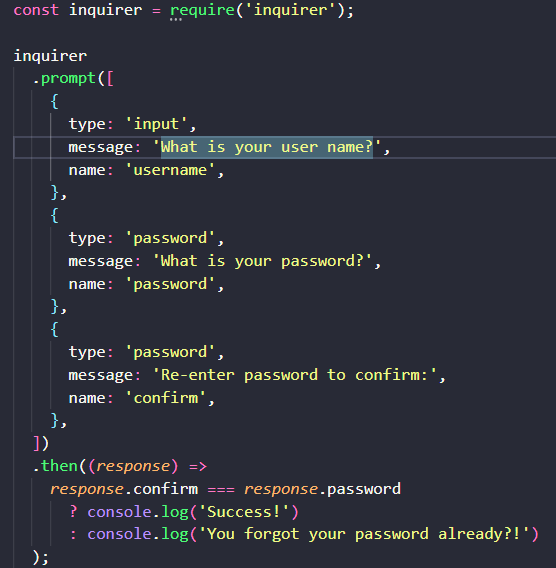 const inquirer = require('inquirer');

inquirer
  .prompt([
    {
      type: 'input',
      message: 'What is your user name?',
      name: 'username',
    },
    {
      type: 'password',
      message: 'What is your password?',
      name: 'password',
    },
    {
      type: 'password',
      message: 'Re-enter password to confirm:',
      name: 'confirm',
    },
  ])
  .then((response) =>
    response.confirm === response.password
      ? console.log('Success!')
      : console.log('You forgot your password already?!')
  );